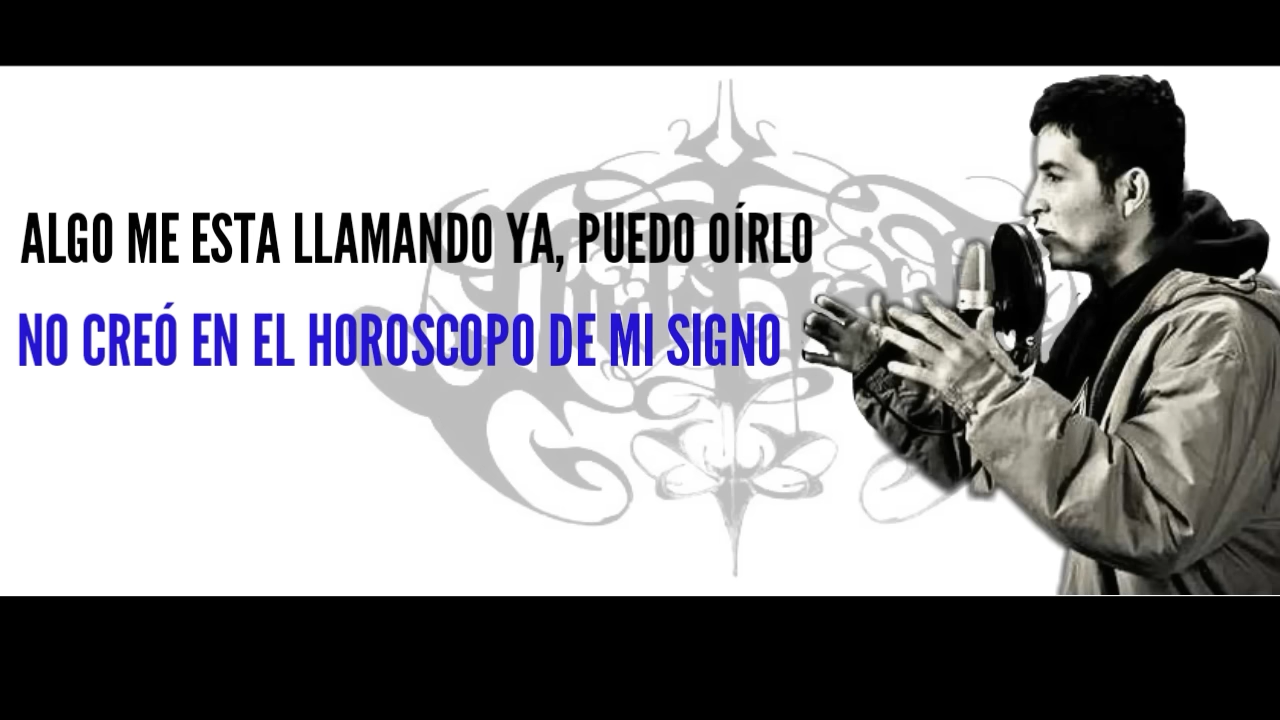 ALGO ME ESTA LLAMANDO YA, PUEDO OÍRLO
NO CREÓ EN EL HOROSCOPO DE MI SIGNO